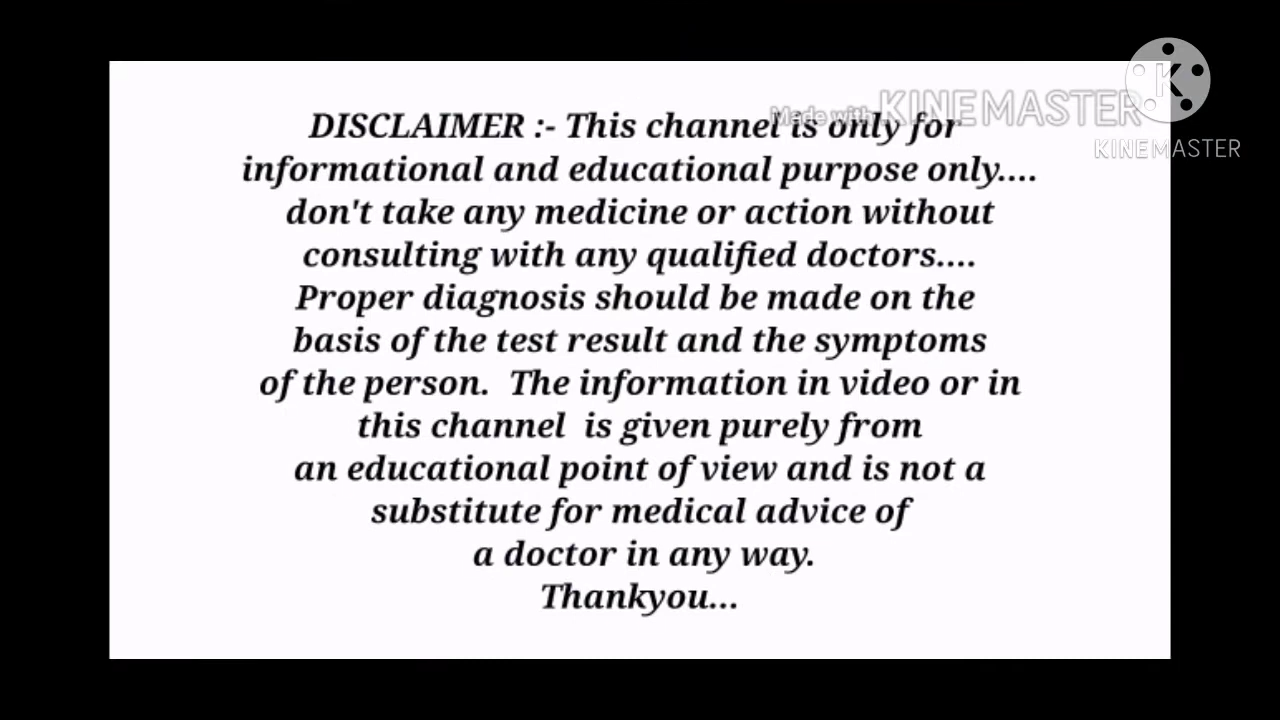 Made with KINEMASTER
KINEMASTER
DISCLAIMER :- This channel is only for
informational and educational purpose only....
don't take any medicine or action without
consulting with any qualified doctors....
Proper diagnosis should be made on the
basis of the test result and the symptoms
of the person.  The information in video or in
this channel  is given purely from
an educational point of view and is not a
substitute for medical advice of
a doctor in any way.
Thankyou...